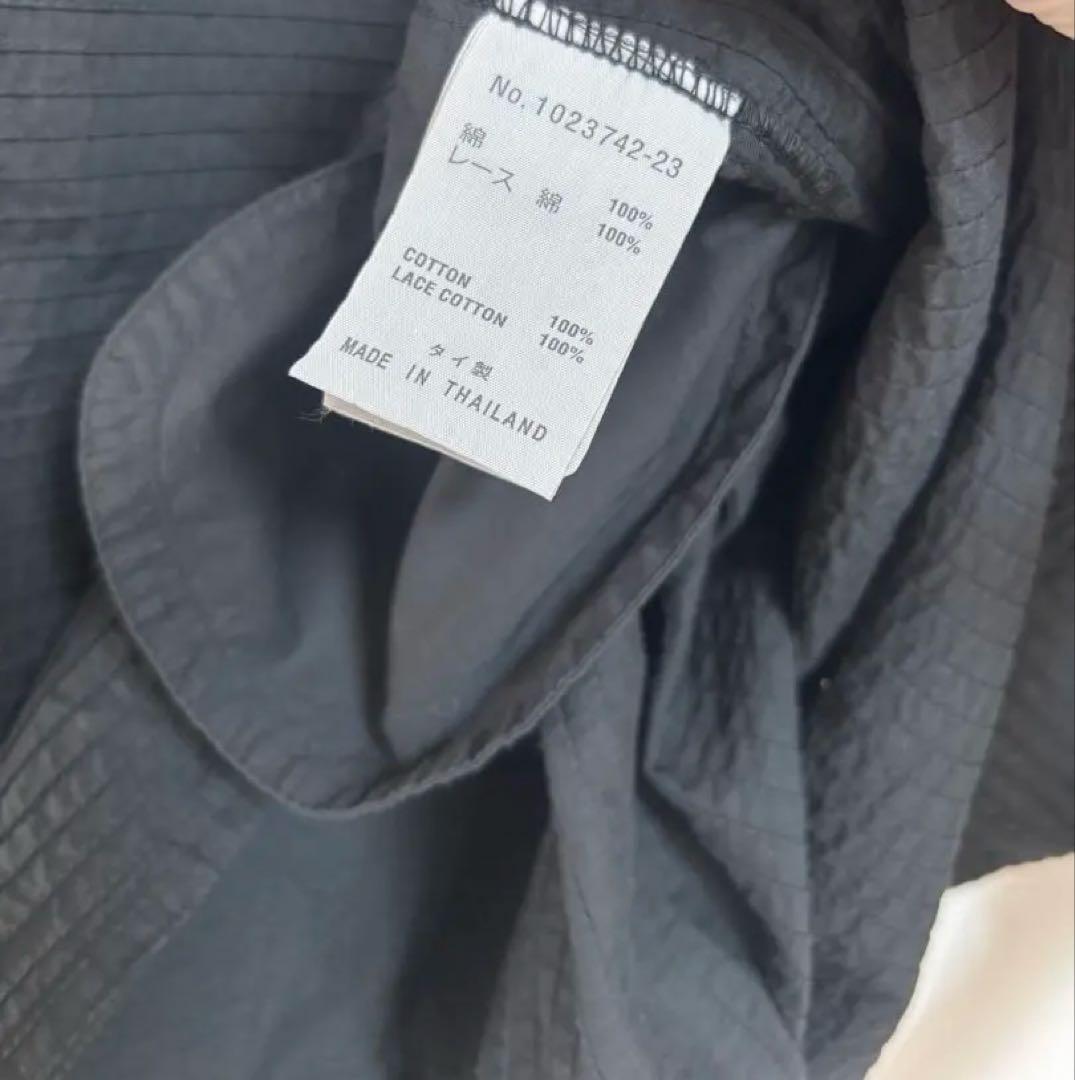 No. 1023742-23
綿 100%
レース 綿 100%
COTTON 100%
LACE COTTON 100%
タイ製
MADE IN THAILAND